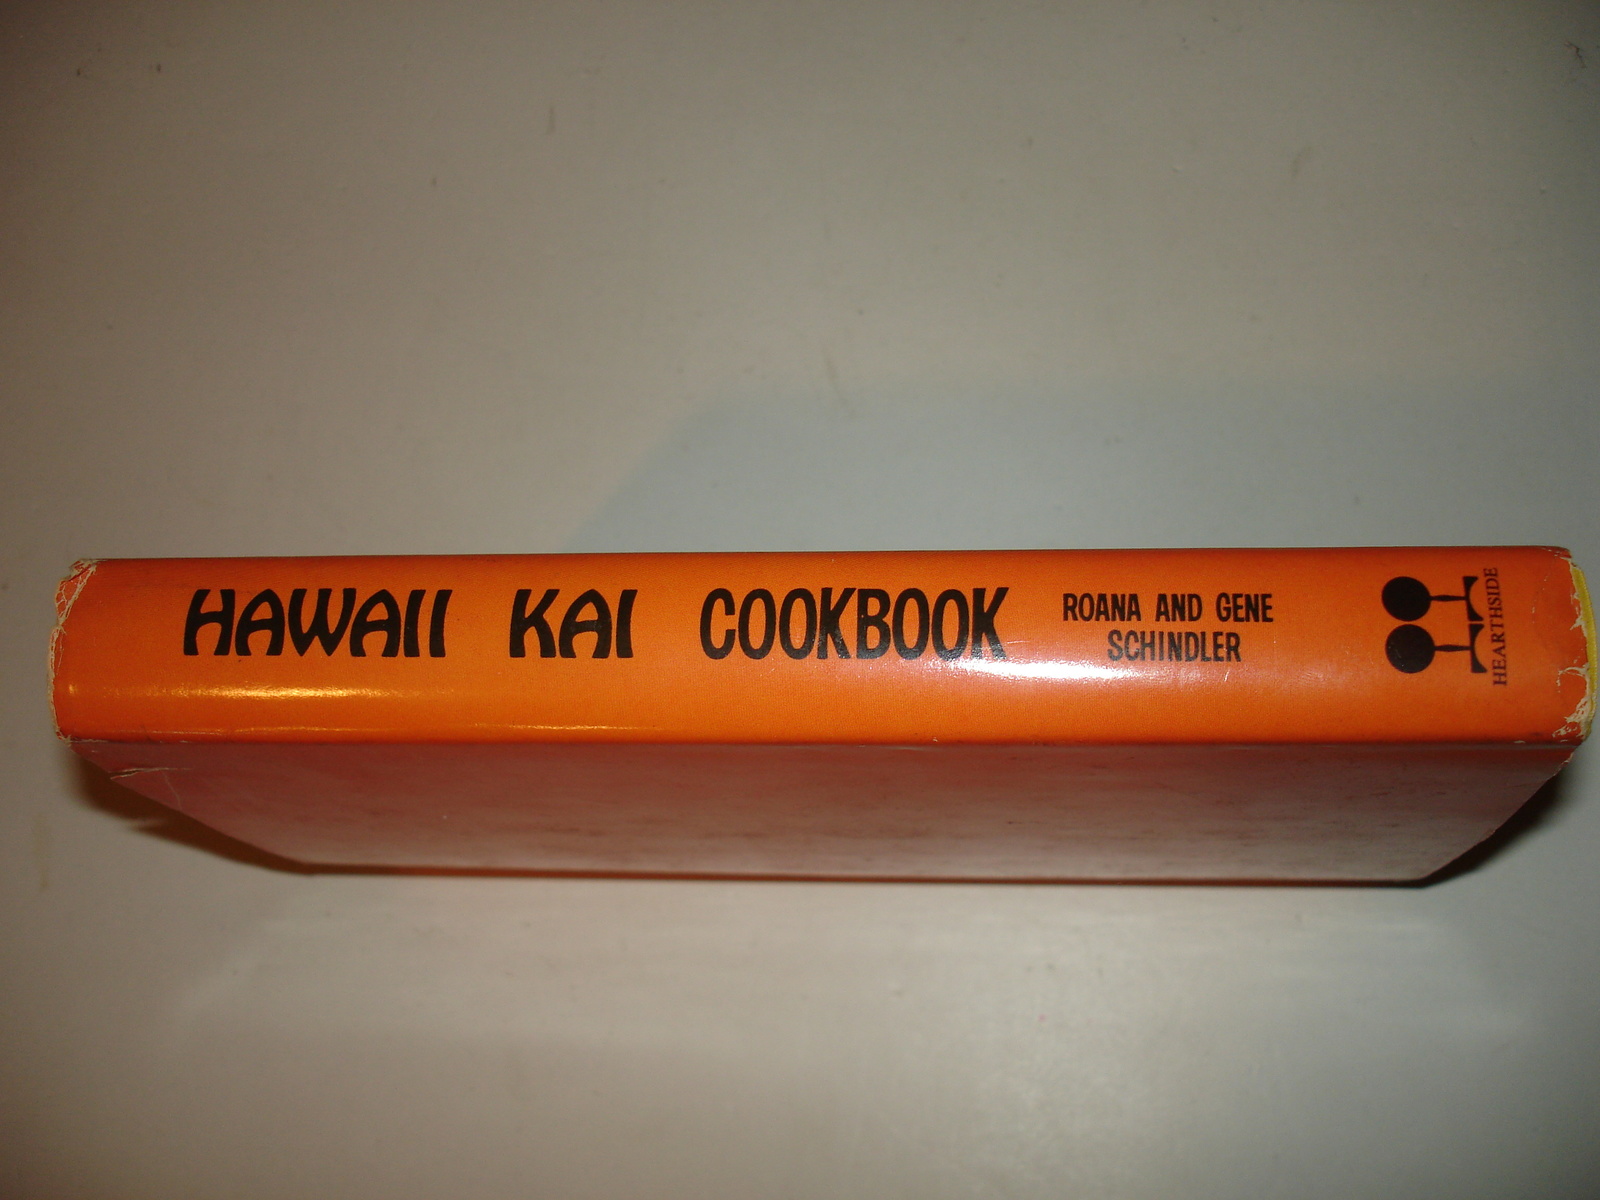 HAWAII KAI COOKBOOK
ROANA AND GENE
SCHINDLER
HEARTHSIDE